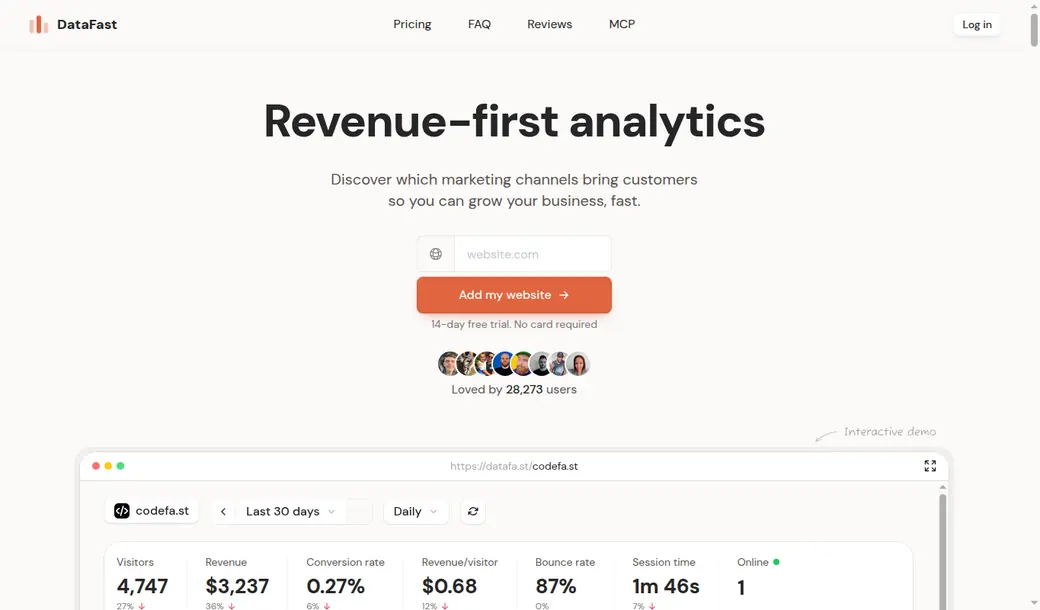 DataFast
Pricing FAQ Reviews MCP
Log in
Revenue-first analytics
Discover which marketing channels bring customers
so you can grow your business, fast.
website.com
Add my website →
14-day free trial. No card required
Loved by 28,273 users
Interactive demo
https://datafa.st/codefa.st
codefa.st
Last 30 days
Daily
Visitors Revenue Conversion rate Revenue/visitor Bounce rate Session time Online
4,747 $3,237 0.27% $0.68 87% 1m 46s 1
27% ↓ 36% ↓ 6% ↓ 12% ↓ 0% 7% ↓